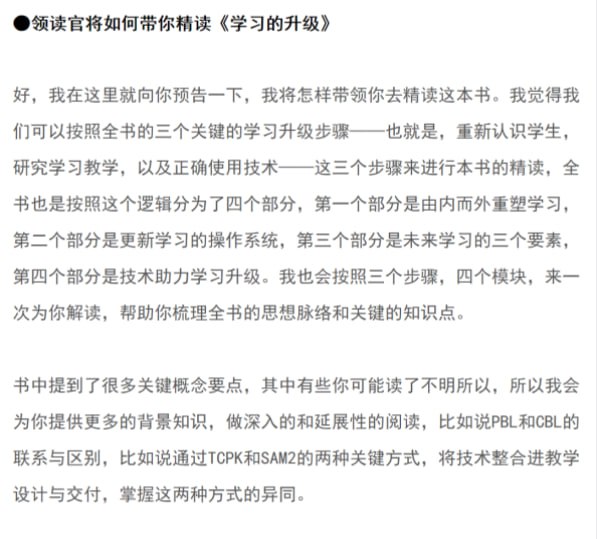 ●领读官将如何带你精读《学习的升级》
好，我在这里就向你预告一下，我将怎样带领你去精读这本书。我觉得我
们可以按照全书的三个关键的学习升级步骤——也就是，重新认识学生，
研究学习教学，以及正确使用技术——这三个步骤来进行本书的精读，全
书也是按照这个逻辑分为了四个部分，第一个部分是由内而外重塑学习，
第二个部分是更新学习的操作系统，第三个部分是未来学习的三个要素，
第四个部分是技术助力学习升级。我也会按照三个步骤，四个模块，来一
次为你解读，帮助你梳理全书的思想脉络和关键的知识点。
书中提到了很多关键概念要点，其中有些你可能读了不明所以，所以我会
为你提供更多的背景知识，做深入的和延展性的阅读，比如说PBL和CBL的
联系与区别，比如说通过TCPK和SAM2的两种关键方式，将技术整合进教学
设计与交付，掌握这两种方式的异同。